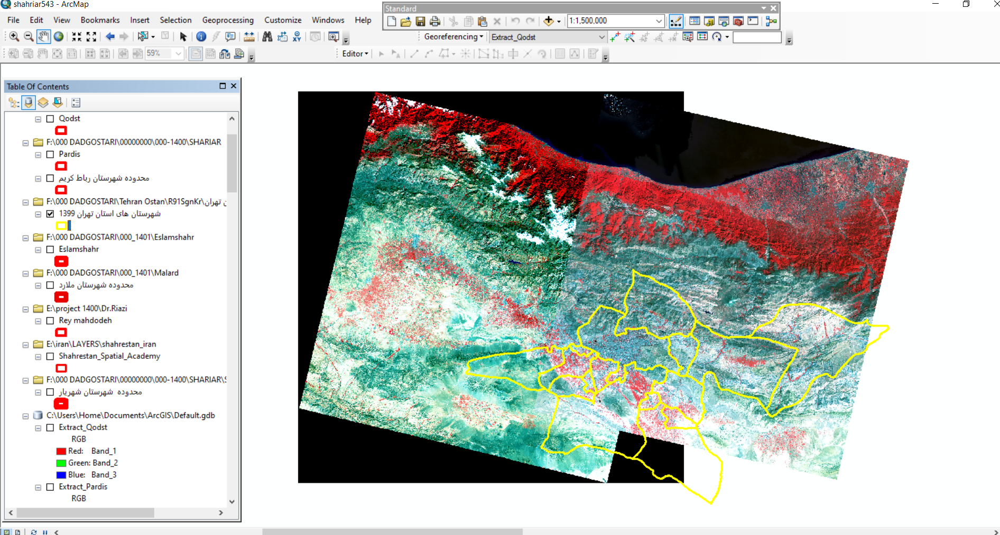 shahriar543 - ArcMap
Standard
File Edit View Bookmarks Insert Selection Geoprocessing Customize Windows Help
1:1,500,000
Georeferencing
Extract_Qodst
59%
Editor
Table Of Contents
Qodst
F:\000 DADGOSTARI\00000000\000-1400\SHARIAR
Pardis
محدوده شهرستان رباط کریم
F:\000 DADGOSTARI\Tehran Ostan\R91SgnKr\ن تهران
شهرستان های استان تهران 1399
F:\000 DADGOSTARI\000_1401\Eslamshahr
Eslamshahr
F:\000 DADGOSTARI\000_1401\Malard
محدوده شهرستان ملارد
E:\project 1400\Dr.Riazi
Rey mahdodeh
E:\iran\LAYERS\shahrestan_iran
Shahrestan_Spatial_Academy
F:\000 DADGOSTARI\00000000\000-1400\SHARIAR\S
محدوده شهرستان شهریار
C:\Users\Home\Documents\ArcGIS\Default.gdb
Extract_Qodst
RGB
Red: Band_1
Green: Band_2
Blue: Band_3
Extract_Pardis
RGB